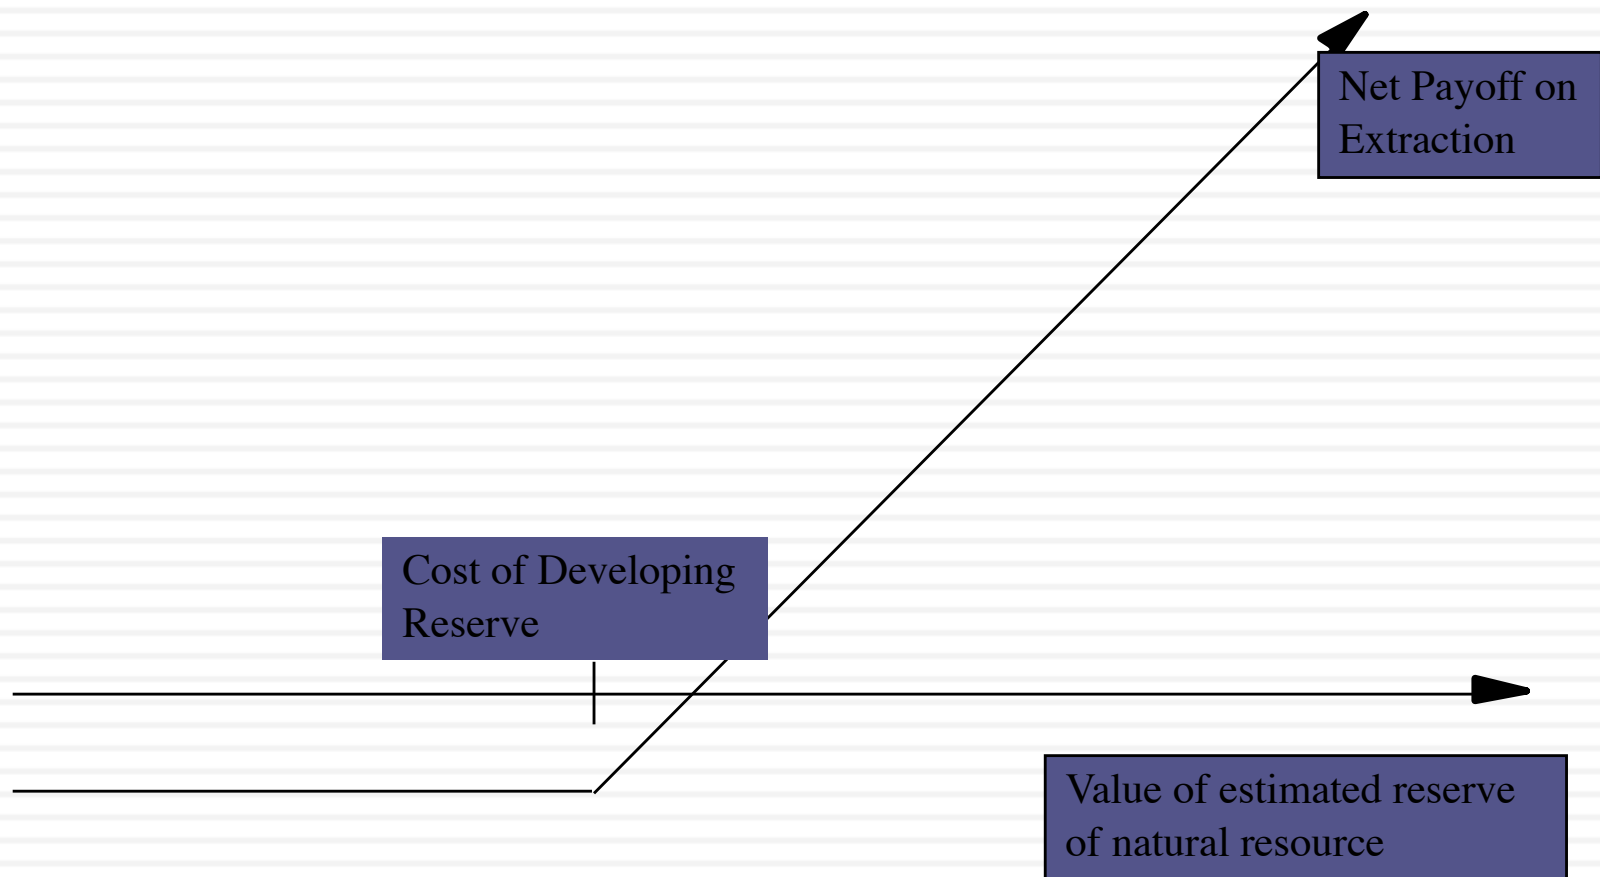 Net Payoff on
Extraction
Cost of Developing
Reserve
Value of estimated reserve
of natural resource